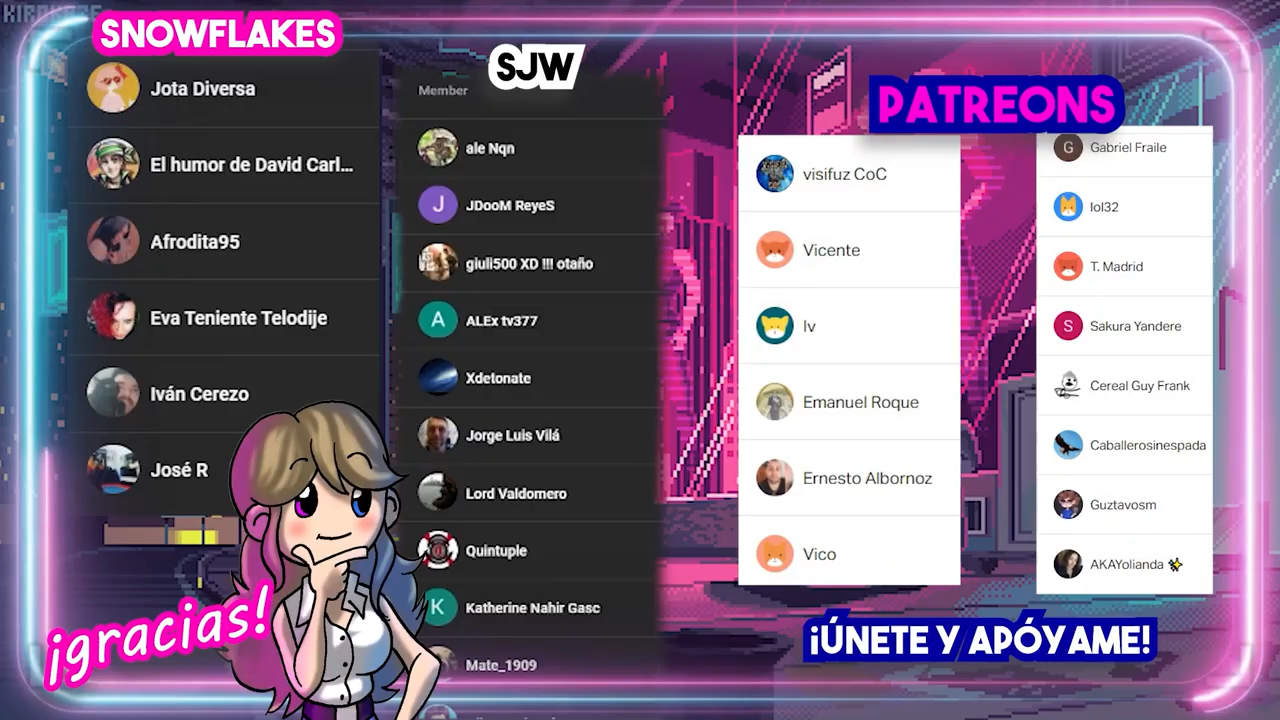 KIROKAZE
SNOWFLAKES
Jota Diversa
El humor de David Carl...
Afrodita95
Eva Teniente Telodije
Iván Cerezo
José R
¡gracias!
SJW
Member
ale Nqn
J
JDooM ReyeS
giuli500 XD !!! otaño
A
ALEx tv377
Xdetonate
Jorge Luis Vilá
Lord Valdomero
Quintuple
K
Katherine Nahir Gasc
Mate_1909
PATREONS
visifuz CoC
Vicente
Iv
Emanuel Roque
Ernesto Albornoz
Vico
G
Gabriel Fraile
lol32
T. Madrid
S
Sakura Yandere
Cereal Guy Frank
Caballerosinespada
Guztavosm
AKAYolianda ✨
¡ÚNETE Y APÓYAME!